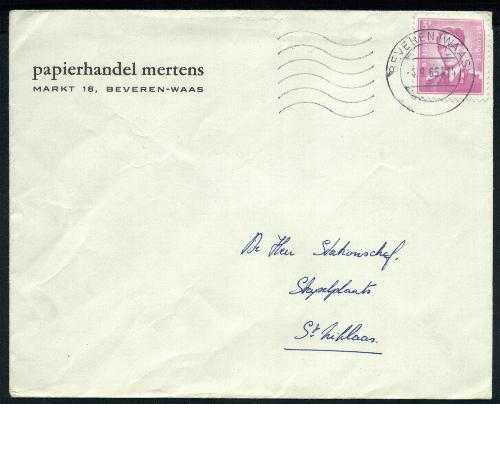 papierhandel mertens
MARKT 18, BEVEREN-WAAS
BEVEREN (WAAS)
De Heer Stationschef,
Stapelplaats
St Niklaas.